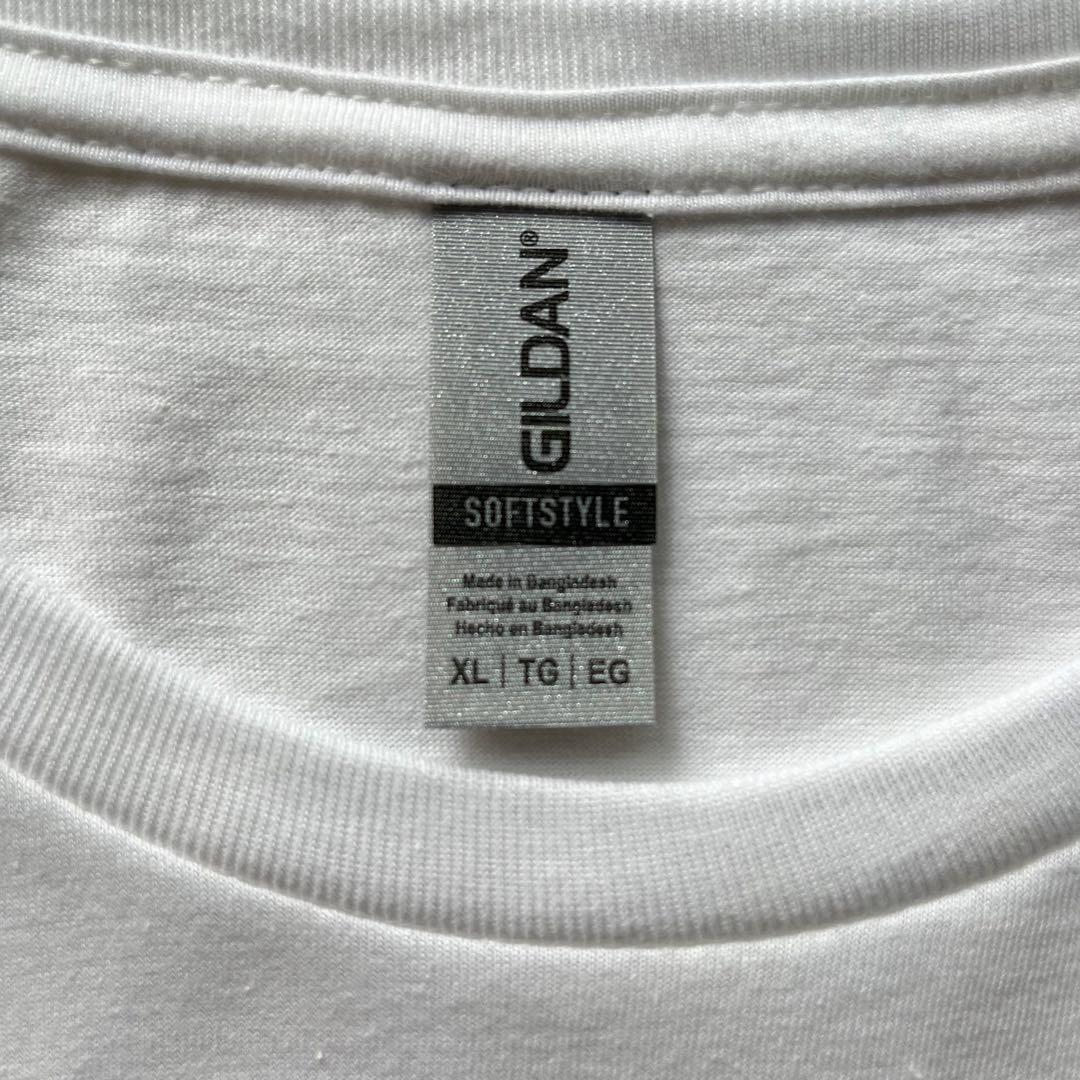 GILDAN®
SOFTSTYLE
Made in Bangladesh
Fabriqué au Bangladesh
Hecho en Bangladesh
XL | TG | EG